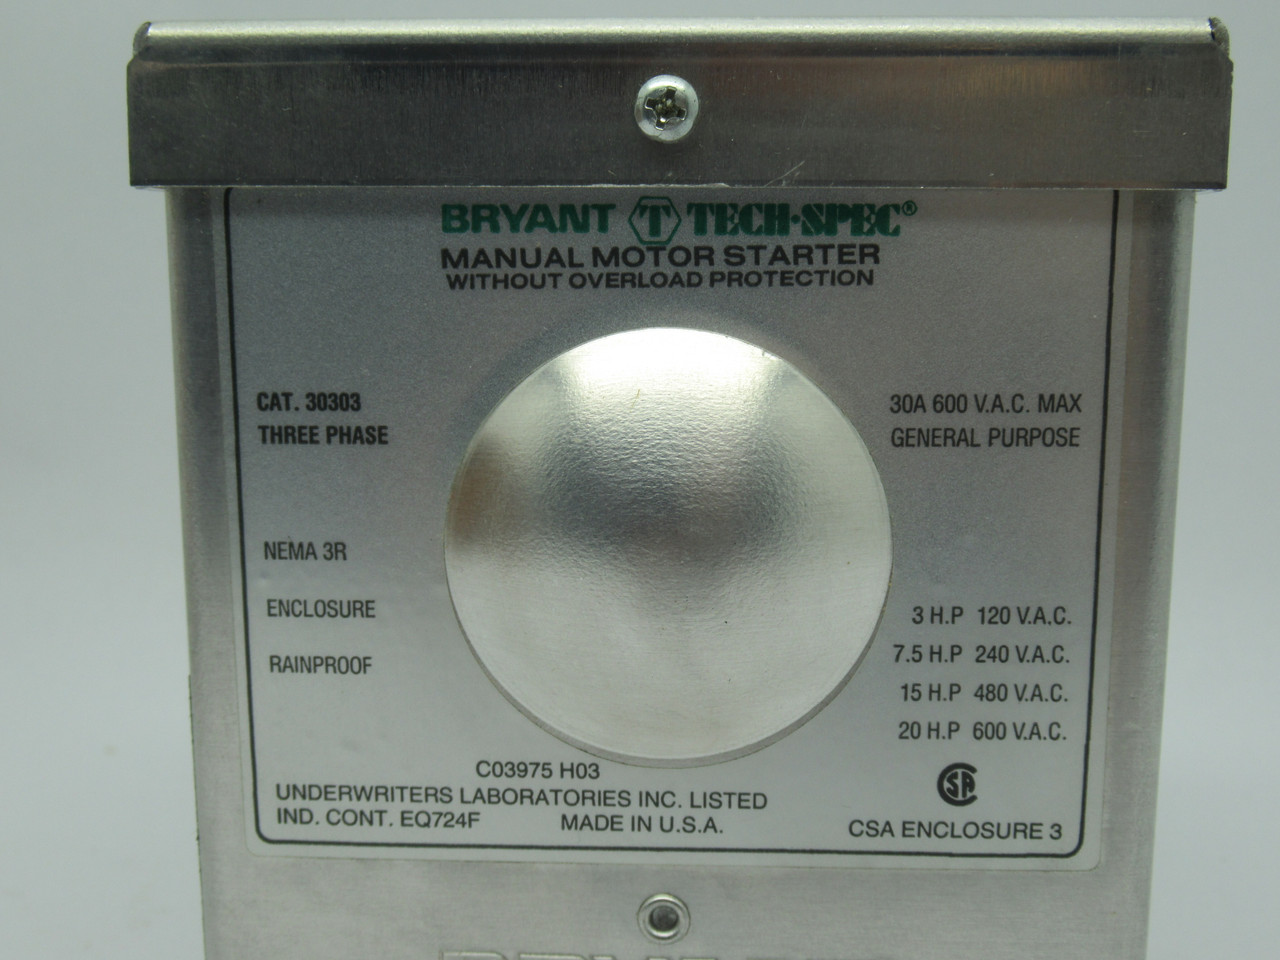 BRYANT T TECH-SPEC®
MANUAL MOTOR STARTER
WITHOUT OVERLOAD PROTECTION
CAT. 30303
THREE PHASE
30A 600 V.A.C. MAX
GENERAL PURPOSE
NEMA 3R
ENCLOSURE
RAINPROOF
3 H.P 120 V.A.C.
7.5 H.P 240 V.A.C.
15 H.P 480 V.A.C.
20 H.P 600 V.A.C.
C03975 H03
UNDERWRITERS LABORATORIES INC. LISTED
IND. CONT. EQ724F MADE IN U.S.A.
CSA
CSA ENCLOSURE 3